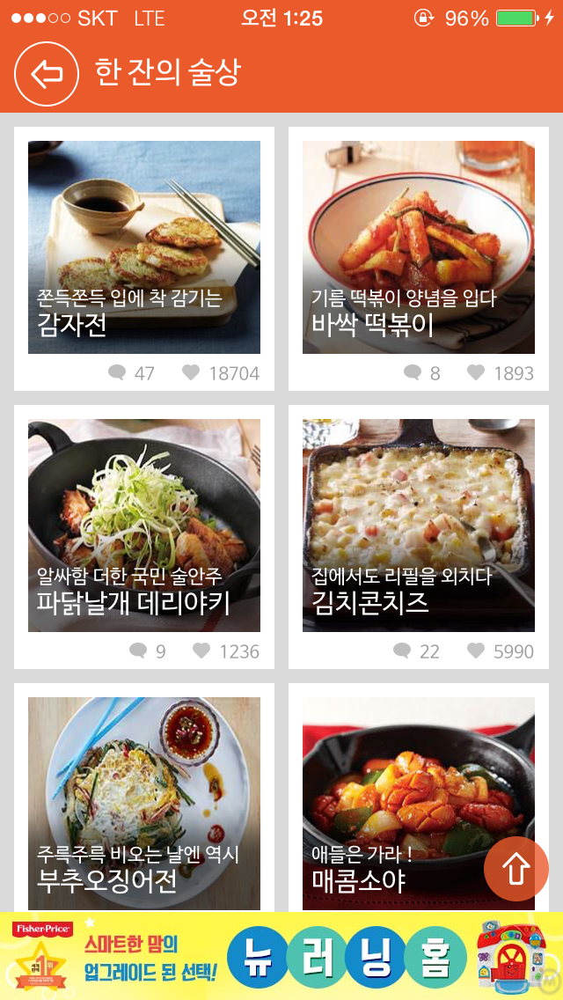 SKT LTE 오전 1:25 96%
한 잔의 술상
쫀득쫀득 입에 착 감기는
감자전
47 18704
기름 떡볶이 양념을 입다
바싹 떡볶이
8 1893
알싸함 더한 국민 술안주
파닭날개 데리야키
9 1236
집에서도 리필을 외치다
김치콘치즈
22 5990
주륵주륵 비오는 날엔 역시
부추오징어전
애들은 가라 !
매콤소야
Fisher-Price
1위
스마트한 맘의
업그레이드 된 선택!
뉴러닝홈